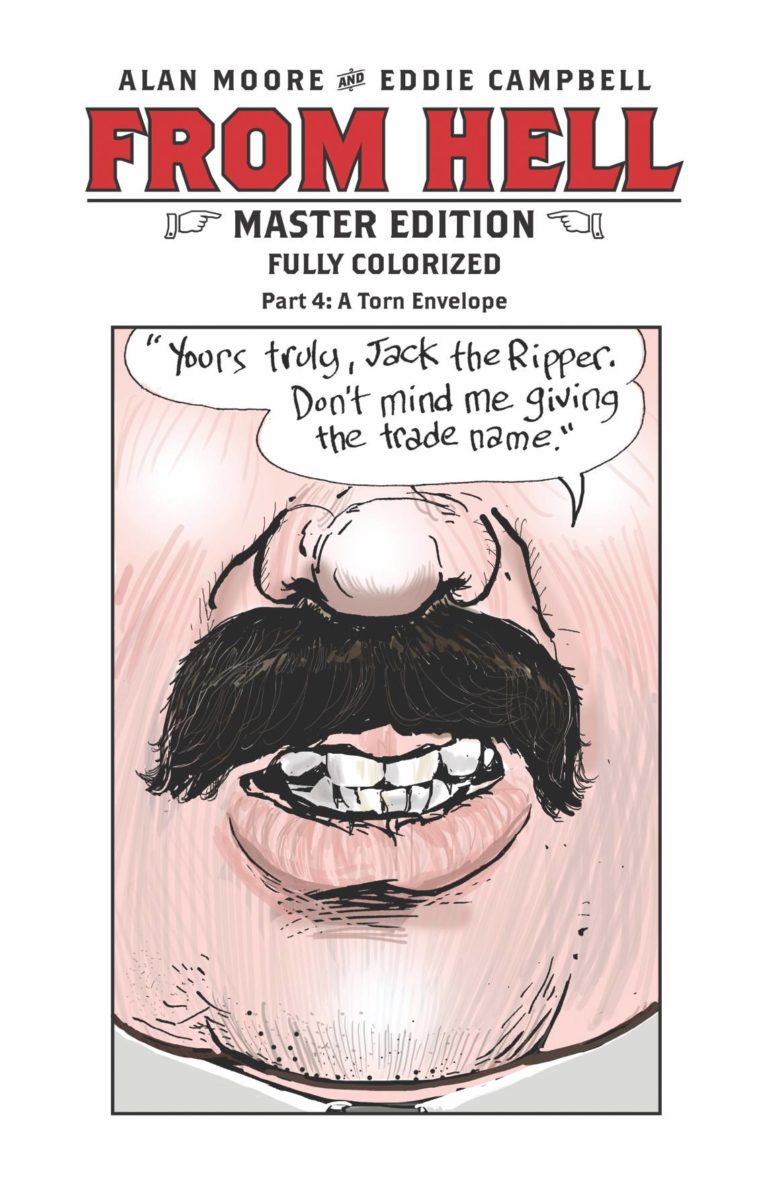 ALAN MOORE AND EDDIE CAMPBELL
FROM HELL
MASTER EDITION
FULLY COLORIZED
Part 4: A Torn Envelope
"Yours truly, Jack the Ripper.
Don't mind me giving
the trade name."